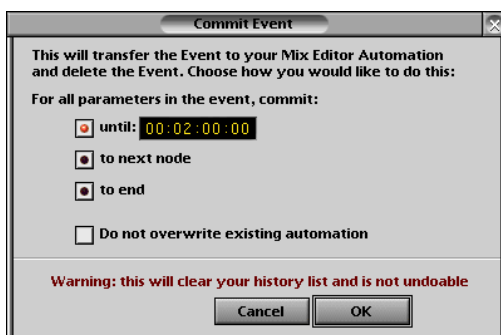 Commit Event
This will transfer the Event to your Mix Editor Automation
and delete the Event. Choose how you would like to do this:
For all parameters in the event, commit:
until: 00:02:00:00
to next node
to end
Do not overwrite existing automation
Warning: this will clear your history list and is not undoable
Cancel OK